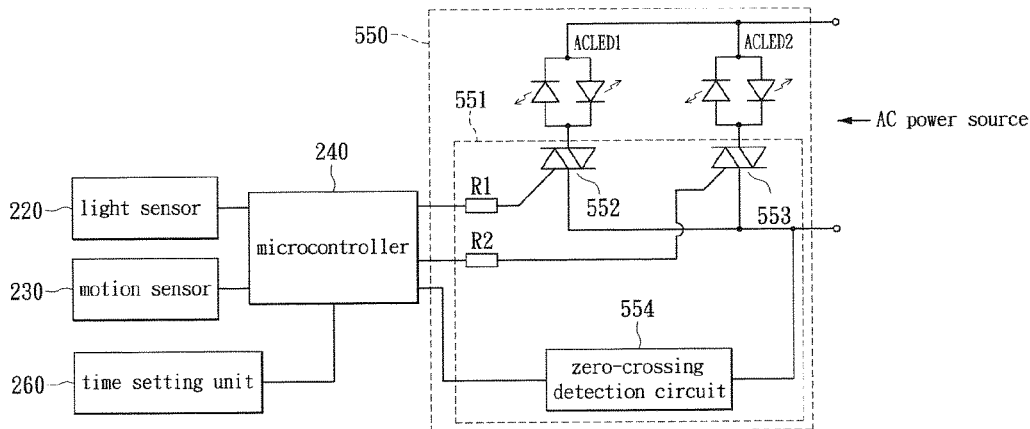 550
ACLED1
ACLED2
551
AC power source
240
R1
552
553
220
light sensor
microcontroller
R2
230
motion sensor
554
260
time setting unit
zero-crossing
detection circuit